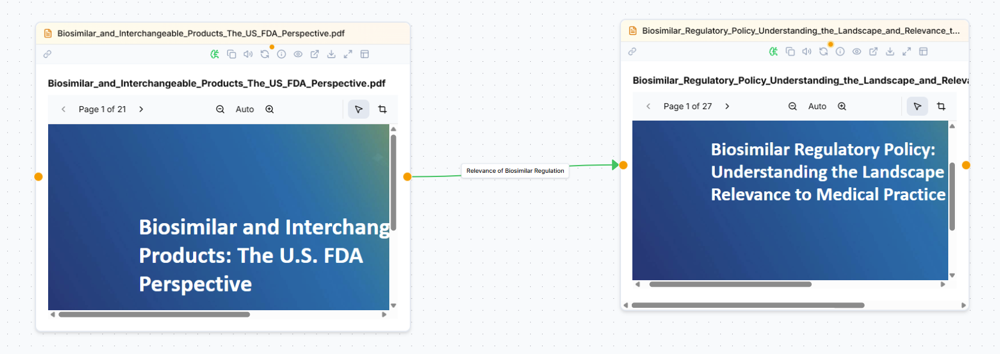 Biosimilar_and_Interchangeable_Products_The_US_FDA_Perspective.pdf
Biosimilar_and_Interchangeable_Products_The_US_FDA_Perspective.pdf
Page 1 of 21
Auto
Biosimilar and Interchang
Products: The U.S. FDA
Perspective
Relevance of Biosimilar Regulation
Biosimilar_Regulatory_Policy_Understanding_the_Landscape_and_Relevance_t...
Biosimilar_Regulatory_Policy_Understanding_the_Landscape_and_Releva
Page 1 of 27
Auto
Biosimilar Regulatory Policy:
Understanding the Landscape
Relevance to Medical Practice